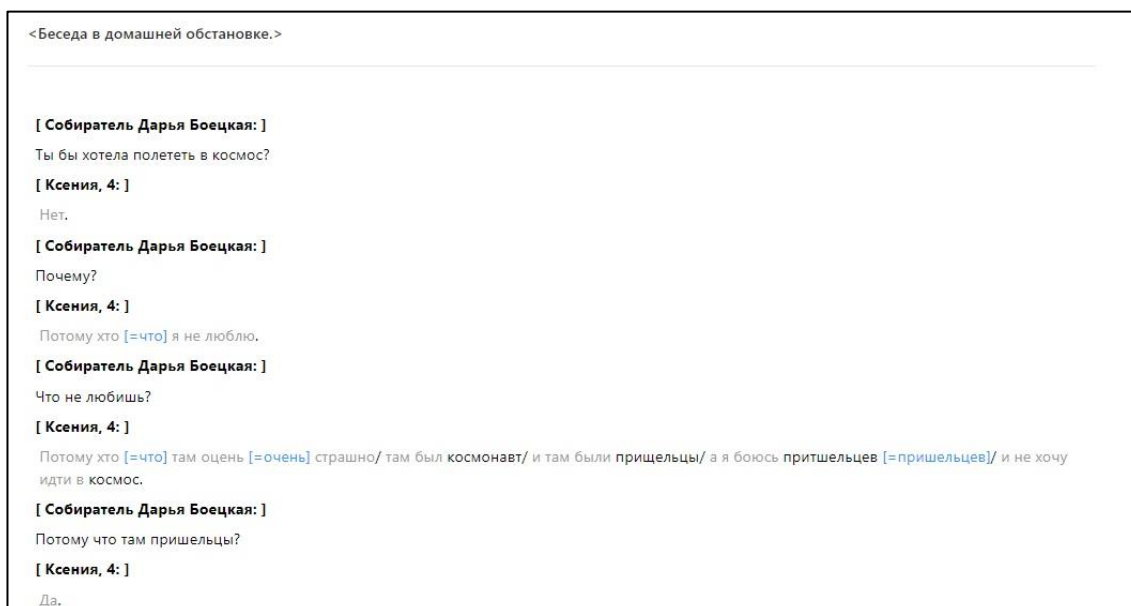 <Беседа в домашней обстановке.>
[ Собиратель Дарья Боецкая: ]
Ты бы хотела полететь в космос?
[ Ксения, 4: ]
Нет.
[ Собиратель Дарья Боецкая: ]
Почему?
[ Ксения, 4: ]
Потому хто [=что] я не люблю.
[ Собиратель Дарья Боецкая: ]
Что не любишь?
[ Ксения, 4: ]
Потому хто [=что] там оцень [=очень] страшно/ там был космонавт/ и там были прищельцы/ а я боюсь притшельцев [=пришельцев]/ и не хочу
идти в космос.
[ Собиратель Дарья Боецкая: ]
Потому что там пришельцы?
[ Ксения, 4: ]
Да.